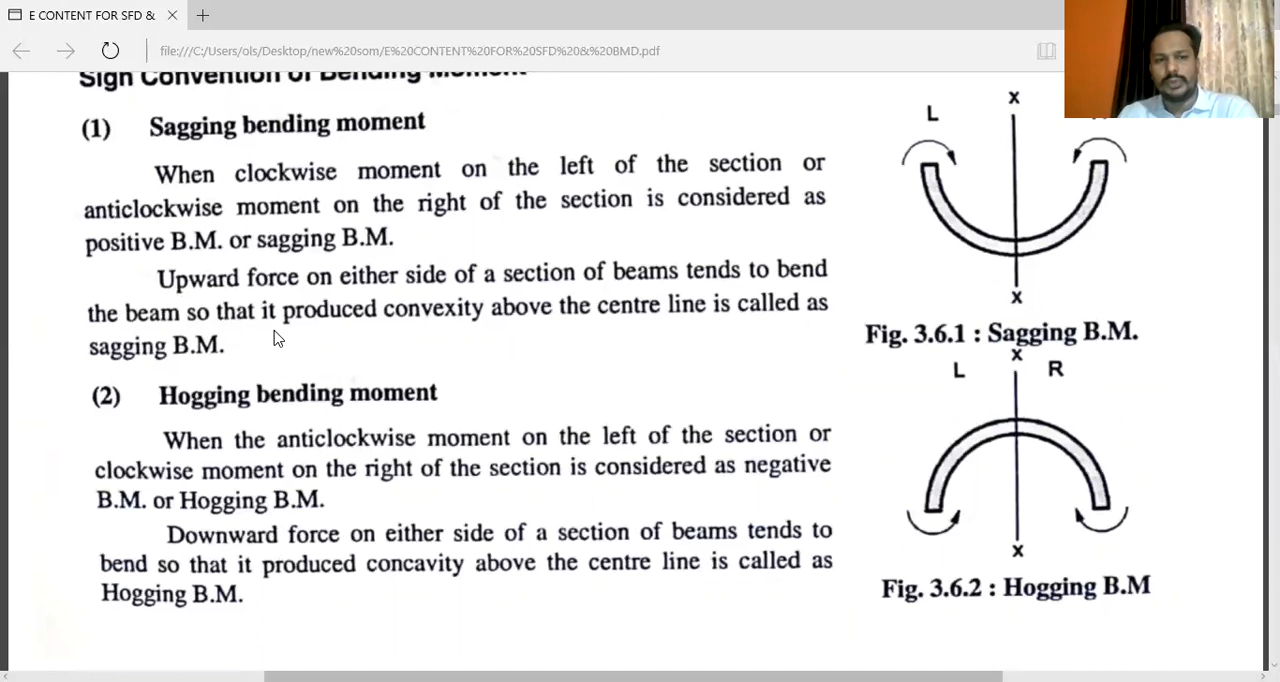 E CONTENT FOR SFD &
file:///C:/Users/ols/Desktop/new%20som/E%20CONTENT%20FOR%20SFD%20&%20BMD.pdf
Sign Convention of Bending Moment
(1) Sagging bending moment
When clockwise moment on the left of the section or
anticlockwise moment on the right of the section is considered as
positive B.M. or sagging B.M.
Upward force on either side of a section of beams tends to bend
the beam so that it produced convexity above the centre line is called as
sagging B.M.
L
X
X
Fig. 3.6.1 : Sagging B.M.
(2) Hogging bending moment
When the anticlockwise moment on the left of the section or
clockwise moment on the right of the section is considered as negative
B.M. or Hogging B.M.
Downward force on either side of a section of beams tends to
bend so that it produced concavity above the centre line is called as
Hogging B.M.
X
L R
X
Fig. 3.6.2 : Hogging B.M